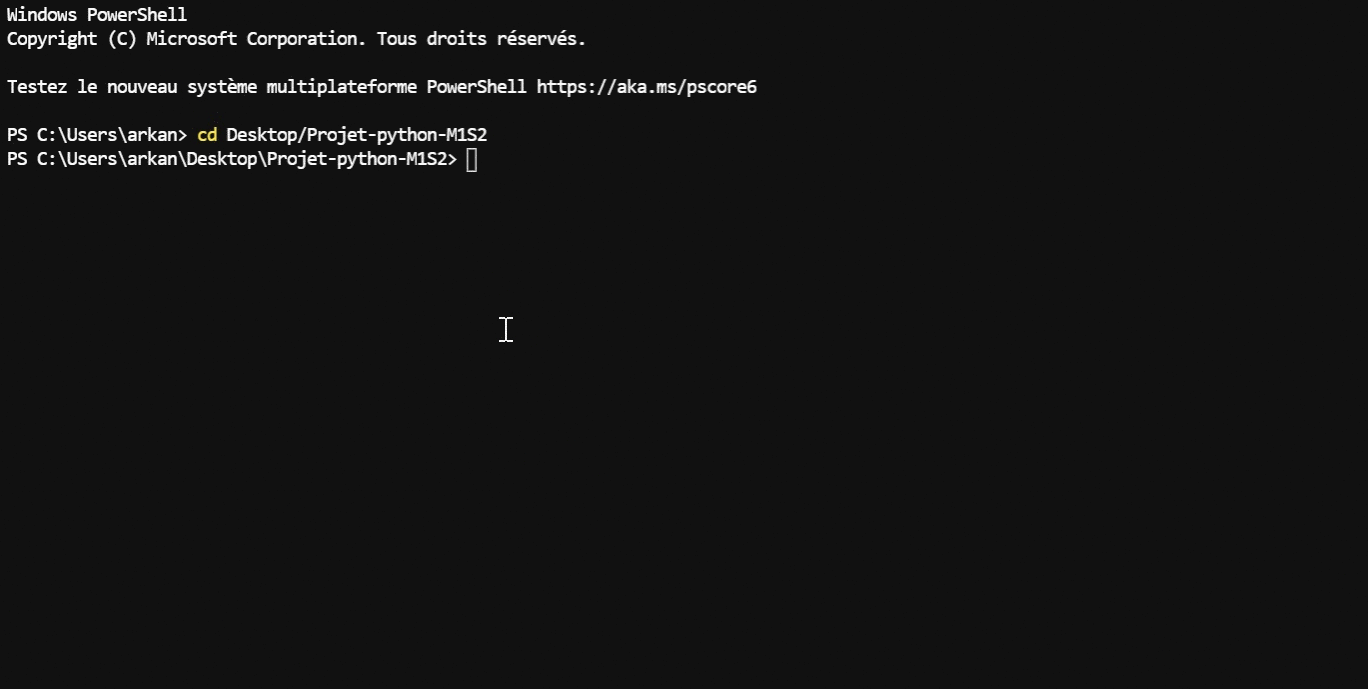 Windows PowerShell
Copyright (C) Microsoft Corporation. Tous droits réservés.
Testez le nouveau système multiplateforme PowerShell https://aka.ms/pscore6
PS C:\Users\arkan> cd Desktop/Projet-python-M1S2
PS C:\Users\arkan\Desktop\Projet-python-M1S2>